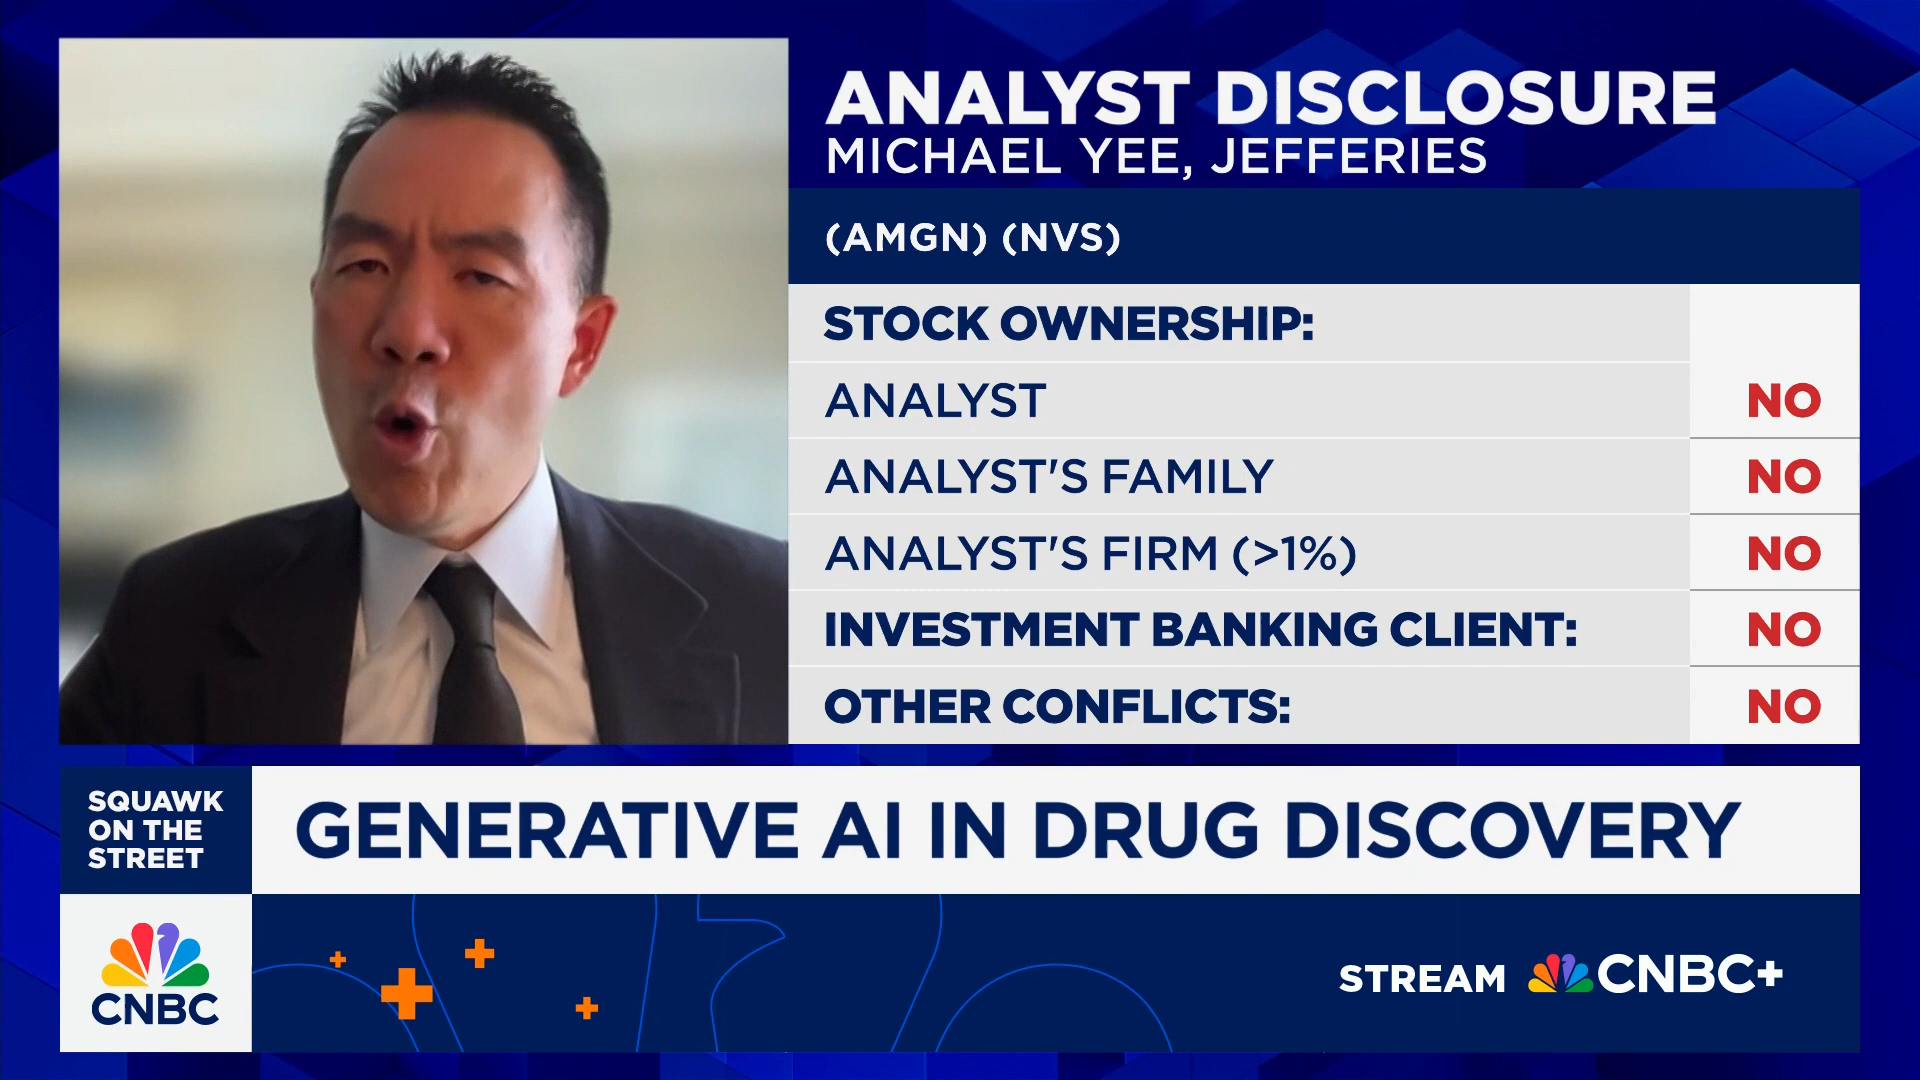 ANALYST DISCLOSURE
MICHAEL YEE, JEFFERIES
(AMGN) (NVS)
STOCK OWNERSHIP:
ANALYST NO
ANALYST'S FAMILY NO
ANALYST'S FIRM (>1%) NO
INVESTMENT BANKING CLIENT: NO
OTHER CONFLICTS: NO
SQUAWK
ON THE
STREET
GENERATIVE AI IN DRUG DISCOVERY
CNBC
STREAM CNBC+